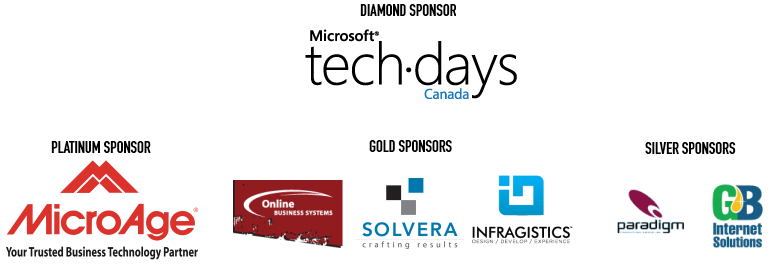 DIAMOND SPONSOR
Microsoft®
tech·days
Canada
PLATINUM SPONSOR
MicroAge®
Your Trusted Business Technology Partner
GOLD SPONSORS
Online
BUSINESS SYSTEMS
SOLVERA
crafting results
INFRAGISTICS™
DESIGN / DEVELOP / EXPERIENCE
SILVER SPONSORS
paradigm
GB
Internet
Solutions